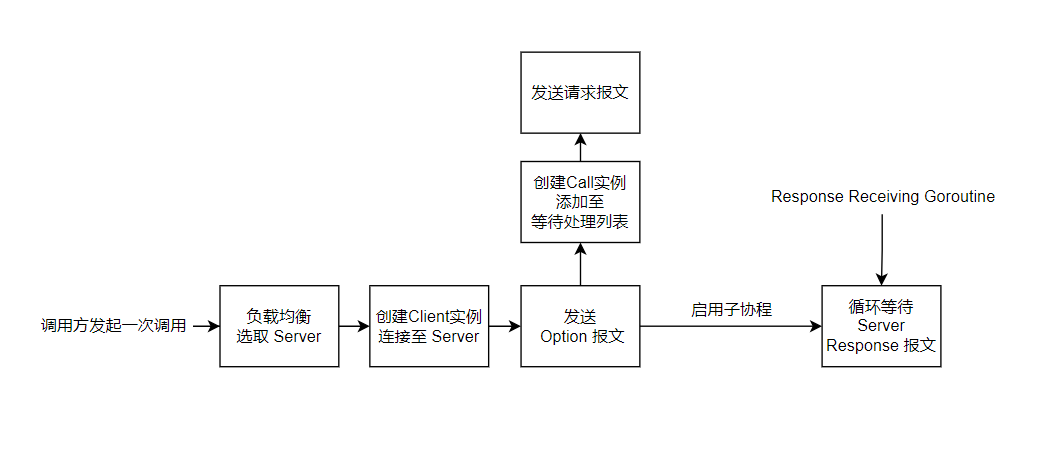 发送请求报文
创建Call实例
添加至
等待处理列表
Response Receiving Goroutine
调用方发起一次调用
负载均衡
选取 Server
创建Client实例
连接至 Server
发送
Option 报文
启用子协程
循环等待
Server
Response 报文